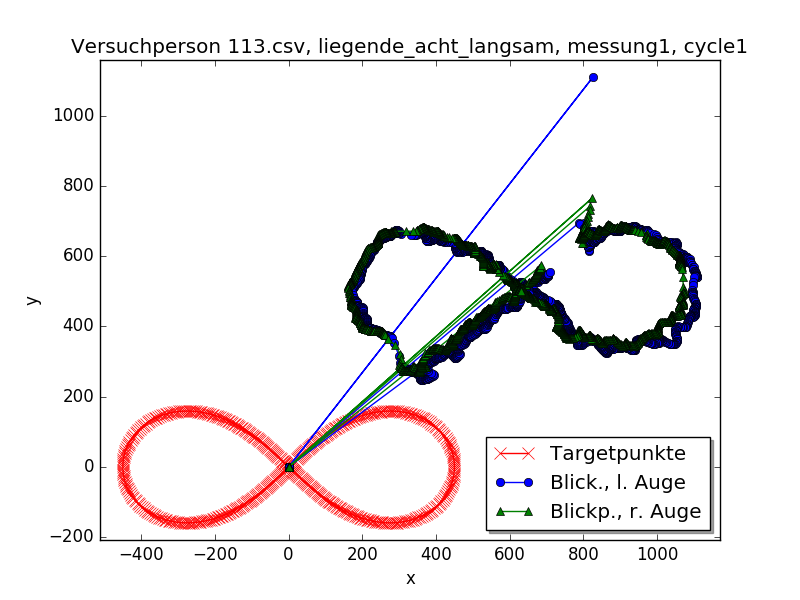 Versuchperson 113.csv, liegende_acht_langsam, messung1, cycle1
1000
800
600
400
200
0
−200
y
−400
−200
0
200
400
600
800
1000
x
Targetpunkte
Blick., l. Auge
Blickp., r. Auge